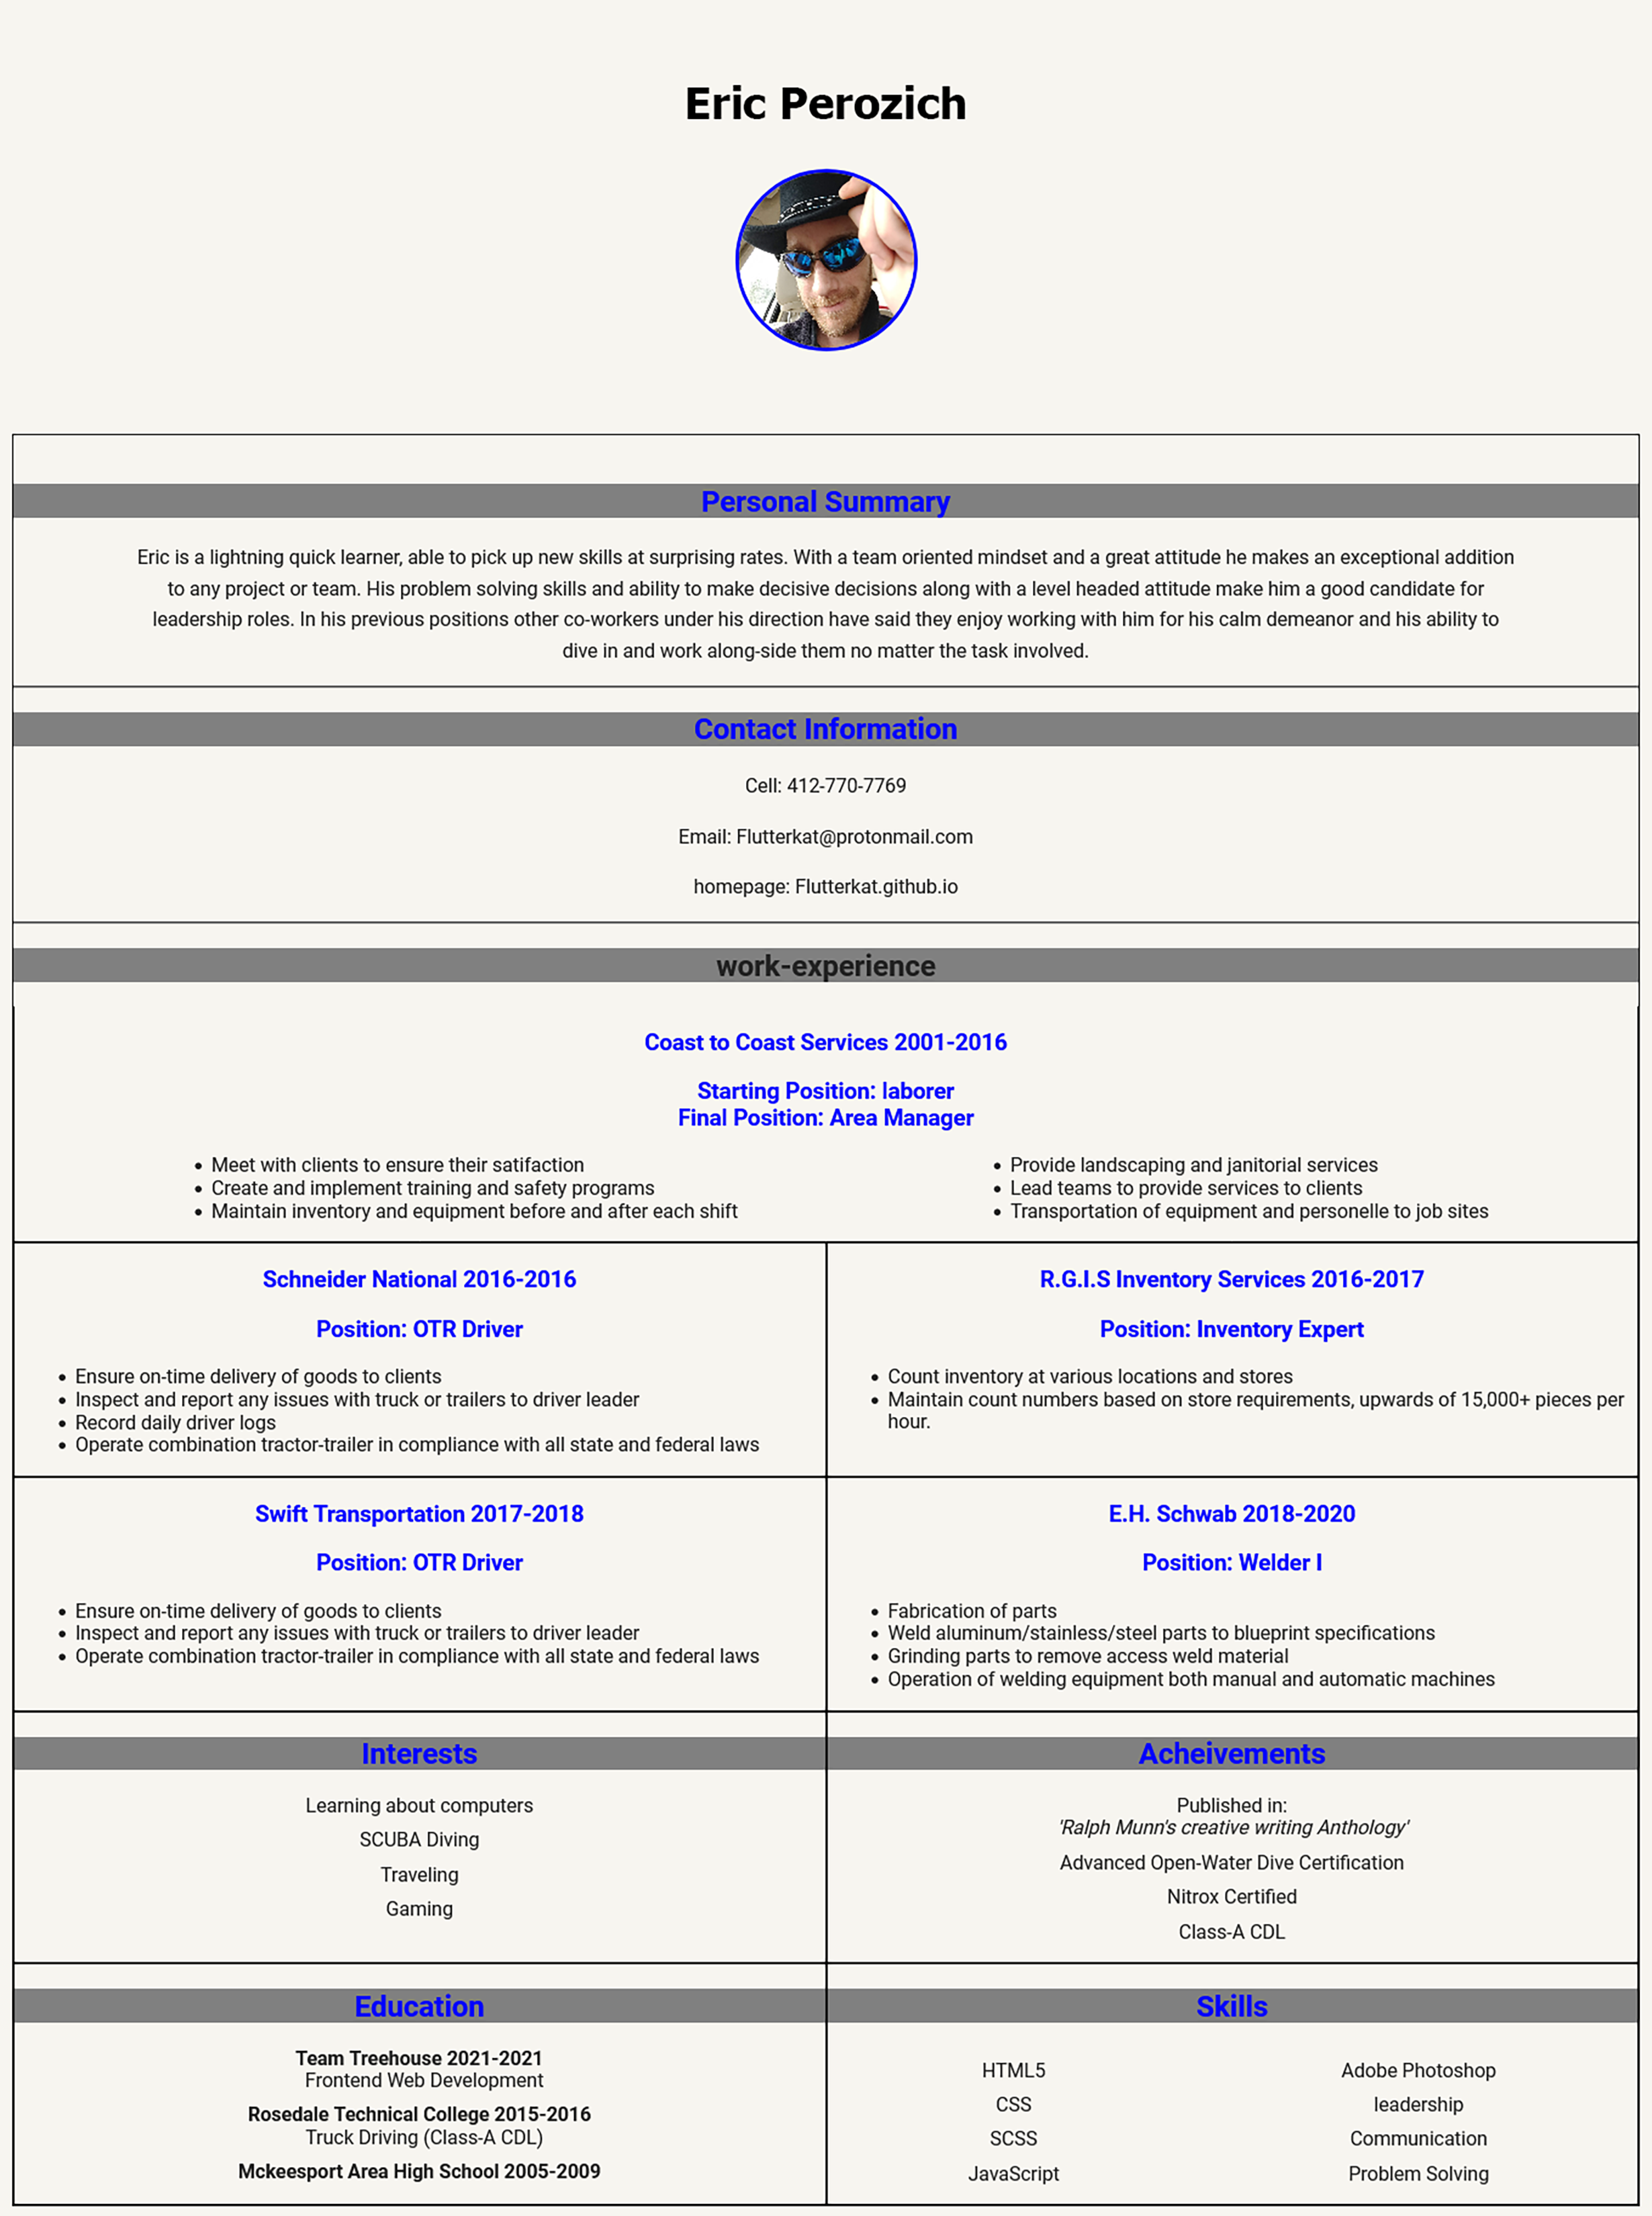 Eric Perozich
Personal Summary
Eric is a lightning quick learner, able to pick up new skills at surprising rates. With a team oriented mindset and a great attitude he makes an exceptional addition
to any project or team. His problem solving skills and ability to make decisive decisions along with a level headed attitude make him a good candidate for
leadership roles. In his previous positions other co-workers under his direction have said they enjoy working with him for his calm demeanor and his ability to
dive in and work along-side them no matter the task involved.
Contact Information
Cell: 412-770-7769
Email: Flutterkat@protonmail.com
homepage: Flutterkat.github.io
work-experience
Coast to Coast Services 2001-2016
Starting Position: laborer
Final Position: Area Manager
• Meet with clients to ensure their satifaction
• Create and implement training and safety programs
• Maintain inventory and equipment before and after each shift
• Provide landscaping and janitorial services
• Lead teams to provide services to clients
• Transportation of equipment and personelle to job sites
Schneider National 2016-2016
Position: OTR Driver
• Ensure on-time delivery of goods to clients
• Inspect and report any issues with truck or trailers to driver leader
• Record daily driver logs
• Operate combination tractor-trailer in compliance with all state and federal laws
R.G.I.S Inventory Services 2016-2017
Position: Inventory Expert
• Count inventory at various locations and stores
• Maintain count numbers based on store requirements, upwards of 15,000+ pieces per
hour.
Swift Transportation 2017-2018
Position: OTR Driver
• Ensure on-time delivery of goods to clients
• Inspect and report any issues with truck or trailers to driver leader
• Operate combination tractor-trailer in compliance with all state and federal laws
E.H. Schwab 2018-2020
Position: Welder I
• Fabrication of parts
• Weld aluminum/stainless/steel parts to blueprint specifications
• Grinding parts to remove access weld material
• Operation of welding equipment both manual and automatic machines
Interests
Learning about computers
SCUBA Diving
Traveling
Gaming
Acheivements
Published in:
'Ralph Munn's creative writing Anthology'
Advanced Open-Water Dive Certification
Nitrox Certified
Class-A CDL
Education
Team Treehouse 2021-2021
Frontend Web Development
Rosedale Technical College 2015-2016
Truck Driving (Class-A CDL)
Mckeesport Area High School 2005-2009
Skills
HTML5
CSS
SCSS
JavaScript
Adobe Photoshop
leadership
Communication
Problem Solving